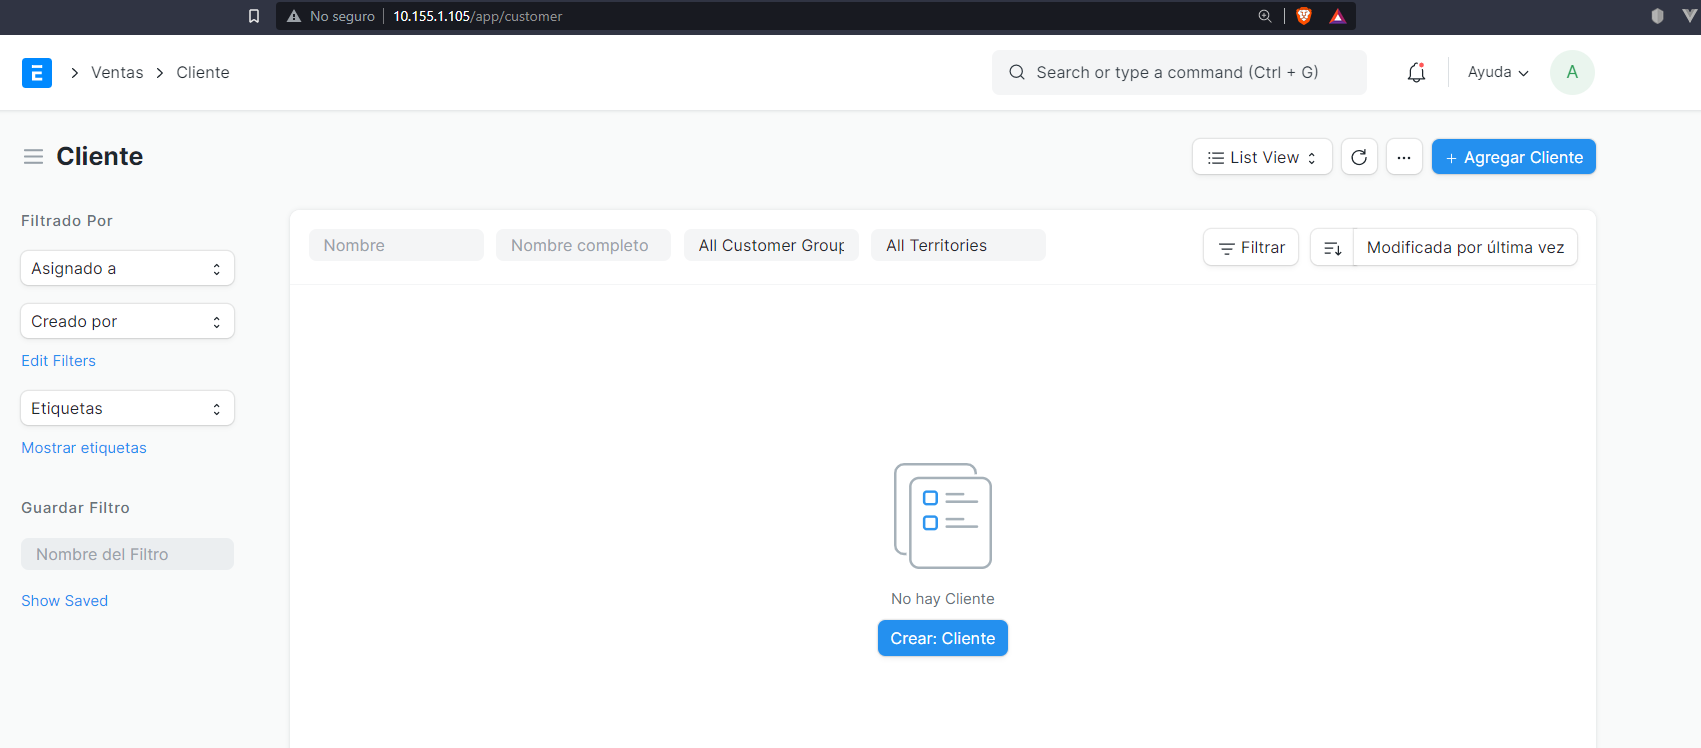 No seguro 10.155.1.105/app/customer
E Ventas Cliente Search or type a command (Ctrl + G) Ayuda A
Cliente List View ... + Agregar Cliente
Filtrado Por
Nombre Nombre completo All Customer Group All Territories Filtrar Modificada por última vez
Asignado a
Creado por
Edit Filters
Etiquetas
Mostrar etiquetas
Guardar Filtro
Nombre del Filtro
Show Saved
No hay Cliente
Crear: Cliente